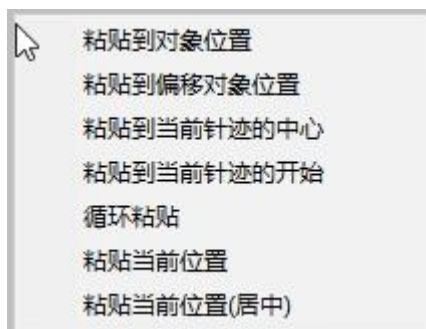 粘贴到对象位置
粘贴到偏移对象位置
粘贴到当前针迹的中心
粘贴到当前针迹的开始
循环粘贴
粘贴当前位置
粘贴当前位置(居中)